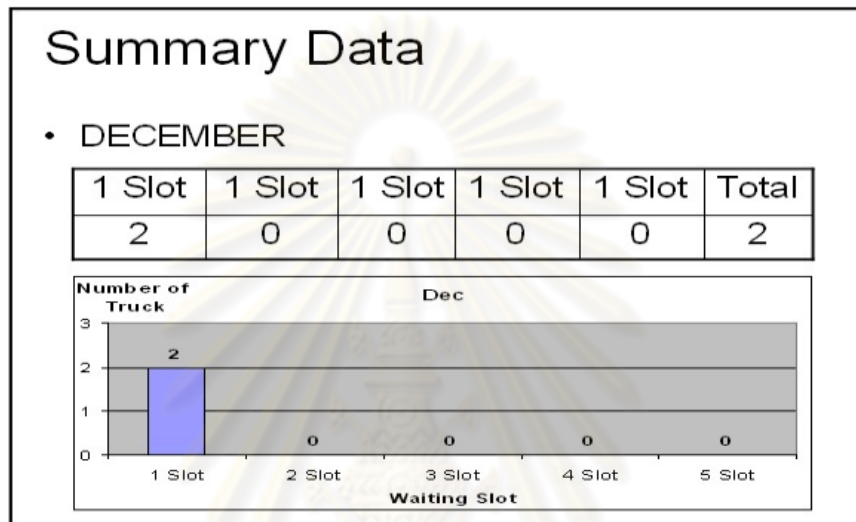 Summary Data
• DECEMBER
1 Slot 1 Slot 1 Slot 1 Slot 1 Slot Total
2 0 0 0 0 2
Number of
Truck
Dec
3
2
1
0
2 0 0 0 0
1 Slot 2 Slot 3 Slot 4 Slot 5 Slot
Waiting Slot